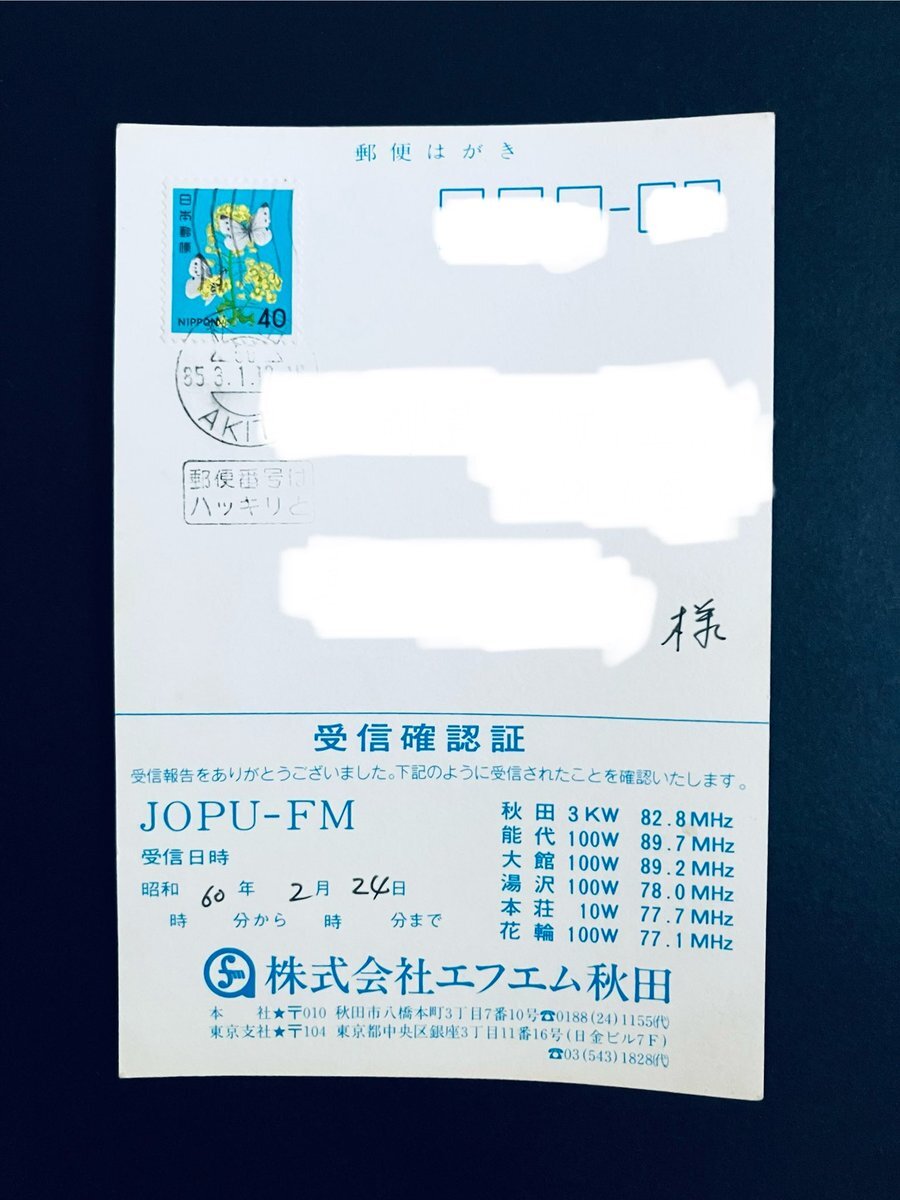 郵便はがき
日本郵便
NIPPON 40
85 3.1
AKIT
郵便番号は
ハッキリと
様
受信確認証
受信報告をありがとうございました。下記のように受信されたことを確認いたします。
JOPU-FM
受信日時
昭和 60 年 2 月 24 日
時 分から 時 分まで
秋田 3KW 82.8MHz
能代 100W 89.7MHz
大館 100W 89.2MHz
湯沢 100W 78.0MHz
本荘 10W 77.7MHz
花輪 100W 77.1MHz
株式会社エフエム秋田
本社★〒010 秋田市八橋本町3丁目7番10号☎0188(24)1155㈹
東京支社★〒104 東京都中央区銀座3丁目11番16号(日金ビル7F)
☎03(543)1828㈹